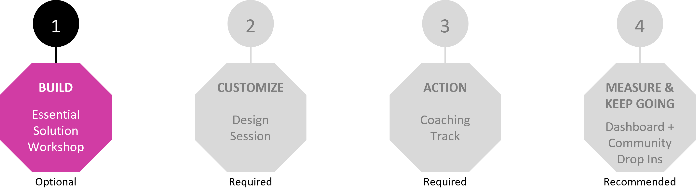 1
BUILD
Essential
Solution
Workshop
Optional
2
CUSTOMIZE
Design
Session
Required
3
ACTION
Coaching
Track
Required
4
MEASURE &
KEEP GOING
Dashboard +
Community
Drop Ins
Recommended